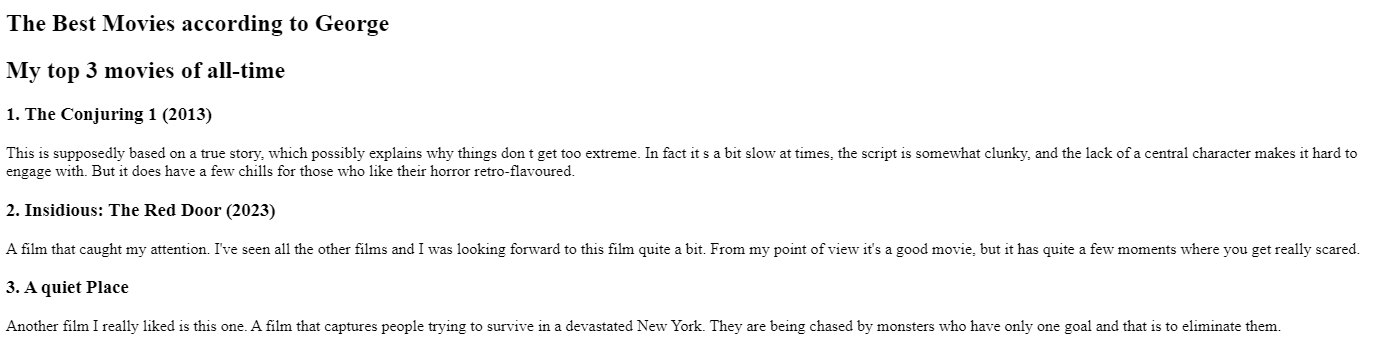 The Best Movies according to George
My top 3 movies of all-time
1. The Conjuring 1 (2013)
This is supposedly based on a true story, which possibly explains why things don t get too extreme. In fact it s a bit slow at times, the script is somewhat clunky, and the lack of a central character makes it hard to
engage with. But it does have a few chills for those who like their horror retro-flavoured.
2. Insidious: The Red Door (2023)
A film that caught my attention. I've seen all the other films and I was looking forward to this film quite a bit. From my point of view it's a good movie, but it has quite a few moments where you get really scared.
3. A quiet Place
Another film I really liked is this one. A film that captures people trying to survive in a devastated New York. They are being chased by monsters who have only one goal and that is to eliminate them.